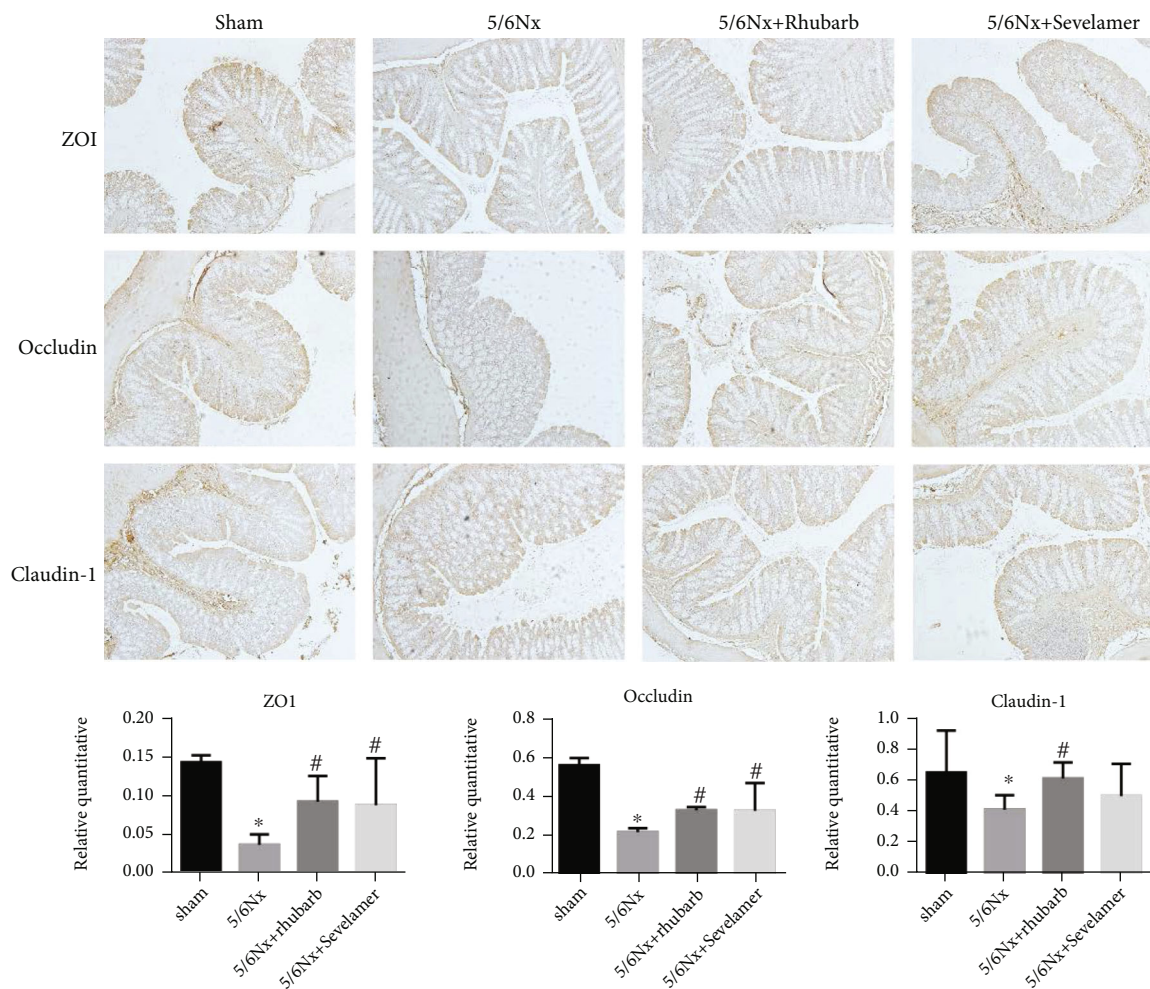 Sham 5/6Nx 5/6Nx+Rhubarb 5/6Nx+Sevelamer
ZOI
Occludin
Claudin-1
ZO1
Relative quantitative
0.20
0.15
0.10
0.05
0.00
*
#
#
sham
5/6Nx
5/6Nx+rhubarb
5/6Nx+Sevelamer
Occludin
Relative quantitative
0.8
0.6
0.4
0.2
0.0
*
#
#
sham
5/6Nx
5/6Nx+rhubarb
5/6Nx+Sevelamer
Claudin-1
Relative quantitative
1.0
0.8
0.6
0.4
0.2
0.0
*
#
sham
5/6Nx
5/6Nx+rhubarb
5/6Nx+Sevelamer